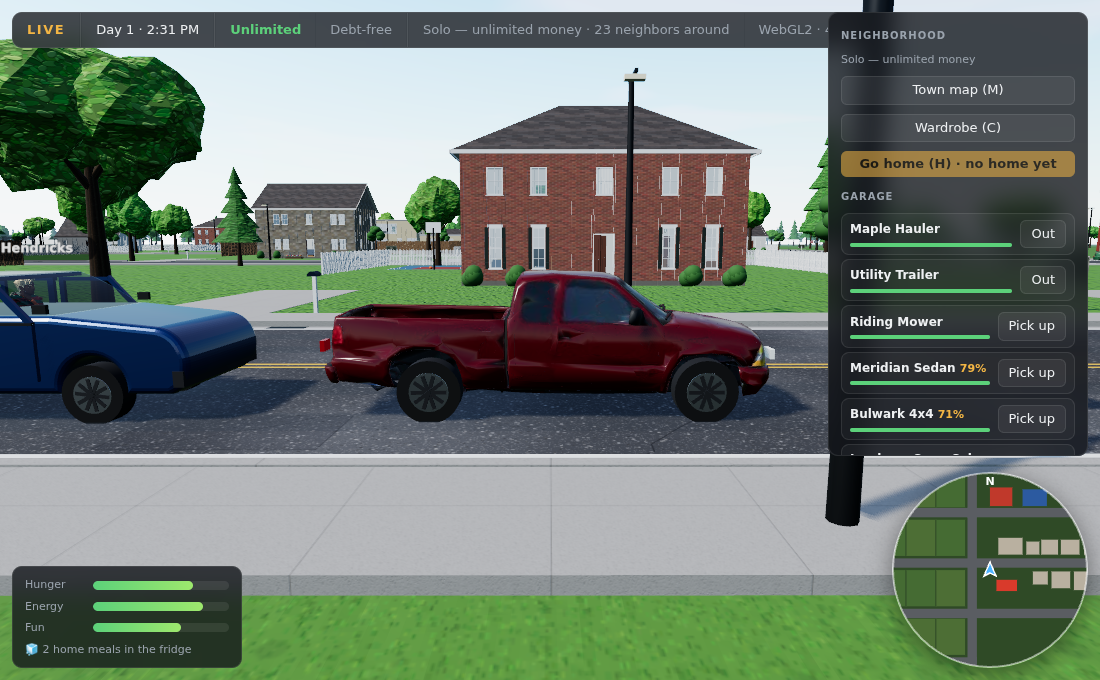 LIVE
Day 1 · 2:31 PM
Unlimited
Debt-free
Solo — unlimited money · 23 neighbors around
WebGL2 ·
NEIGHBORHOOD
Solo — unlimited money
Town map (M)
Wardrobe (C)
Go home (H) · no home yet
GARAGE
Maple Hauler
Out
Utility Trailer
Out
Riding Mower
Pick up
Meridian Sedan 79%
Pick up
Bulwark 4x4 71%
Pick up
Hendricks
N
Hunger
Energy
Fun
2 home meals in the fridge